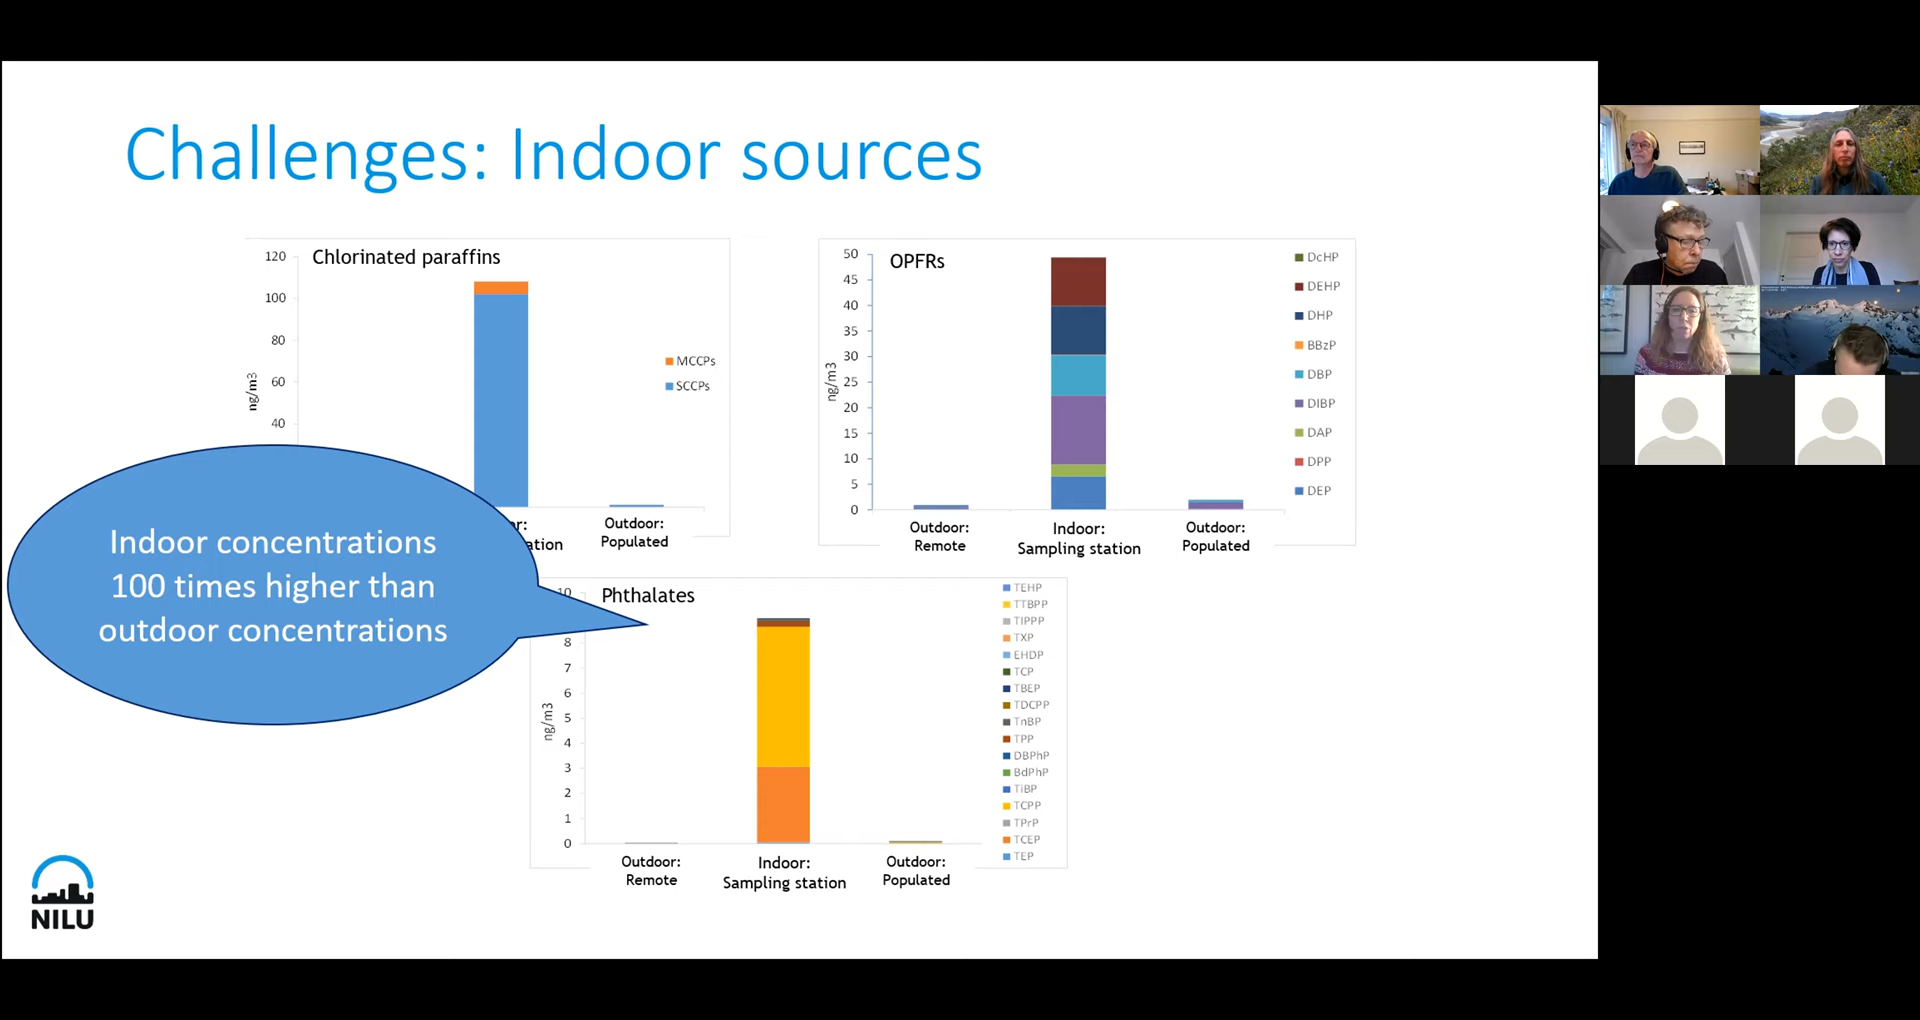 Challenges: Indoor sources
Chlorinated paraffins
120
100
80
60
40
ng/m3
MCCPs
SCCPs
Outdoor:
Populated
OPFRs
50
45
40
35
30
25
20
15
10
5
0
ng/m3
Outdoor:
Remote
Indoor:
Sampling station
Outdoor:
Populated
DcHP
DEHP
DHP
BBzP
DBP
DIBP
DAP
DPP
DEP
Indoor concentrations
100 times higher than
outdoor concentrations
Phthalates
10
8
7
6
5
4
3
2
1
0
ng/m3
Outdoor:
Remote
Indoor:
Sampling station
Outdoor:
Populated
TEHP
TTBPP
TIPPP
TXP
EHDP
TCP
TBEP
TDCPP
TnBP
TPP
DBPhP
BdPhP
TiBP
TCPP
TPrP
TCEP
TEP
NILU